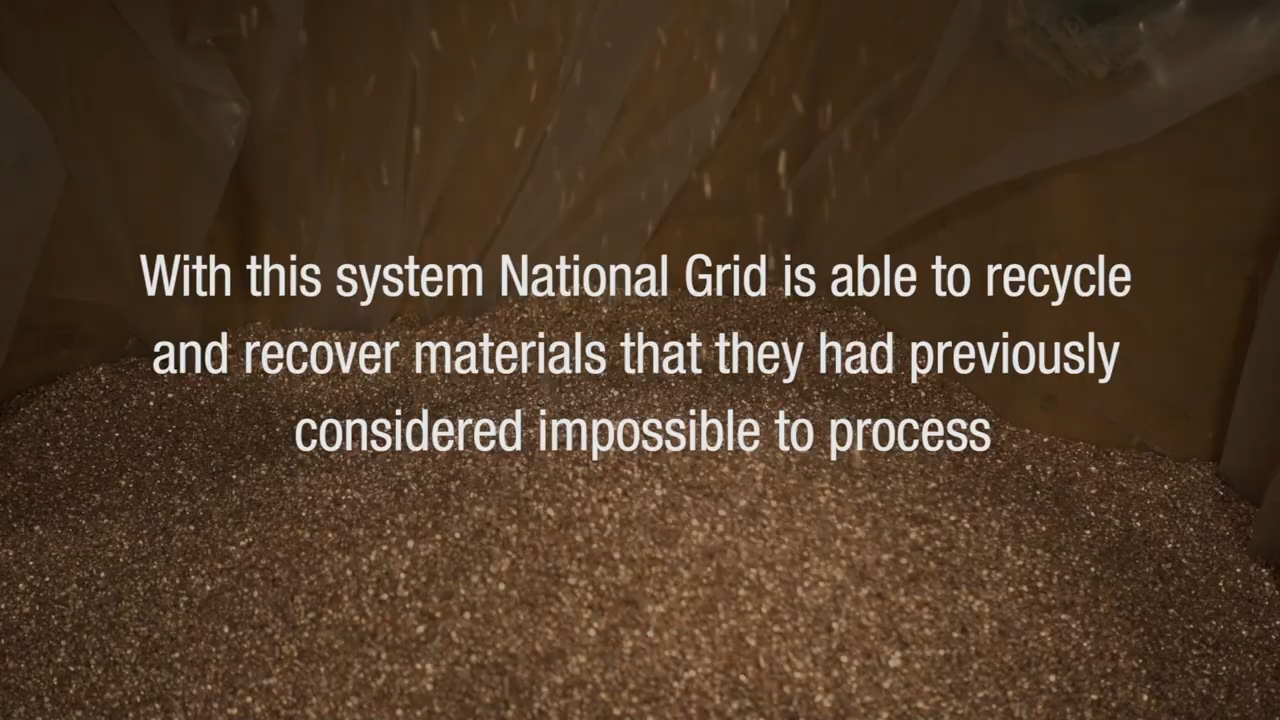 With this system National Grid is able to recycle
and recover materials that they had previously
considered impossible to process